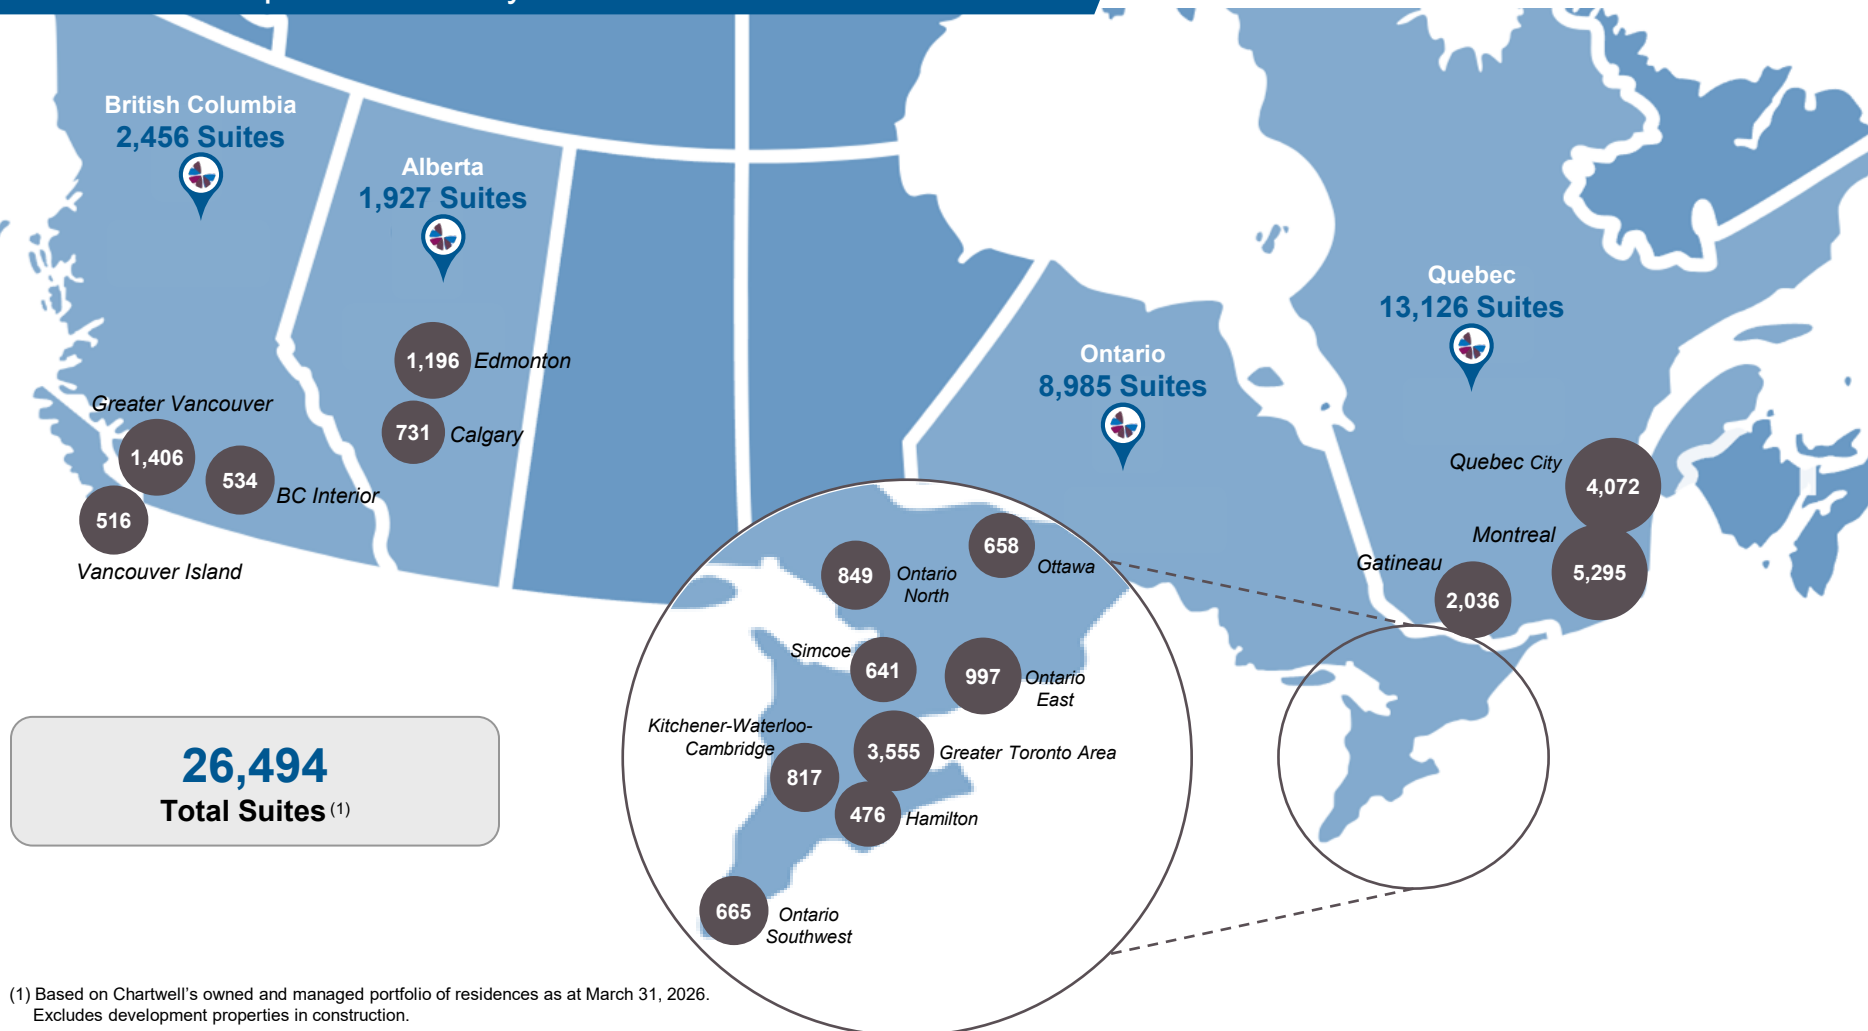 British Columbia
2,456 Suites
Alberta
1,927 Suites
Quebec
13,126 Suites
Ontario
8,985 Suites
1,196 Edmonton
731 Calgary
Greater Vancouver
1,406
534
BC Interior
516
Vancouver Island
Quebec City
4,072
Montreal
5,295
Gatineau
2,036
658
Ottawa
849
Ontario
North
Simcoe
641
997
Ontario
East
Kitchener-Waterloo-
Cambridge
817
3,555
Greater Toronto Area
476
Hamilton
665
Ontario
Southwest
26,494
Total Suites (1)
(1) Based on Chartwell’s owned and managed portfolio of residences as at March 31, 2026.
Excludes development properties in construction.